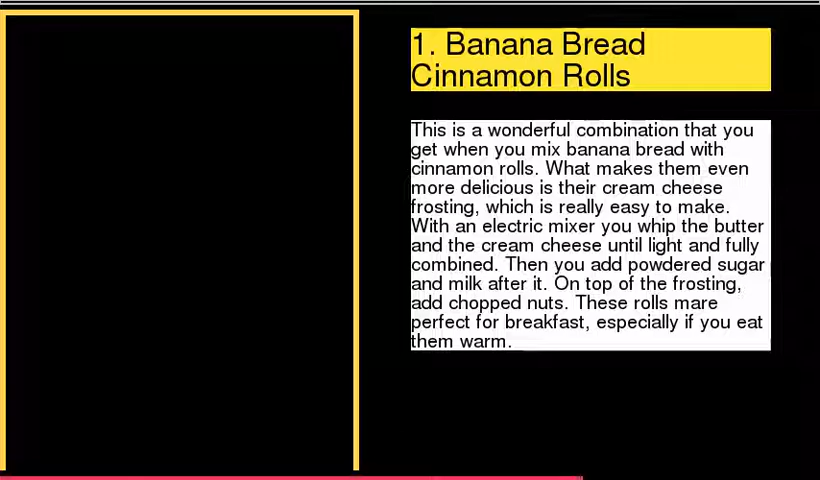 1. Banana Bread
Cinnamon Rolls
This is a wonderful combination that you
get when you mix banana bread with
cinnamon rolls. What makes them even
more delicious is their cream cheese
frosting, which is really easy to make.
With an electric mixer you whip the butter
and the cream cheese until light and fully
combined. Then you add powdered sugar
and milk after it. On top of the frosting,
add chopped nuts. These rolls mare
perfect for breakfast, especially if you eat
them warm.